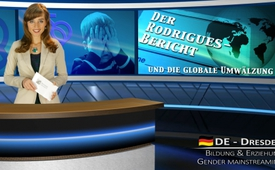 DER
RODRIGUES
BERICHT
UND DIE GLOBALE UMWÄLZUNG
DE - DRESDE
BILDUNG & ERZIEHU
GENDER MAINSTREAMI